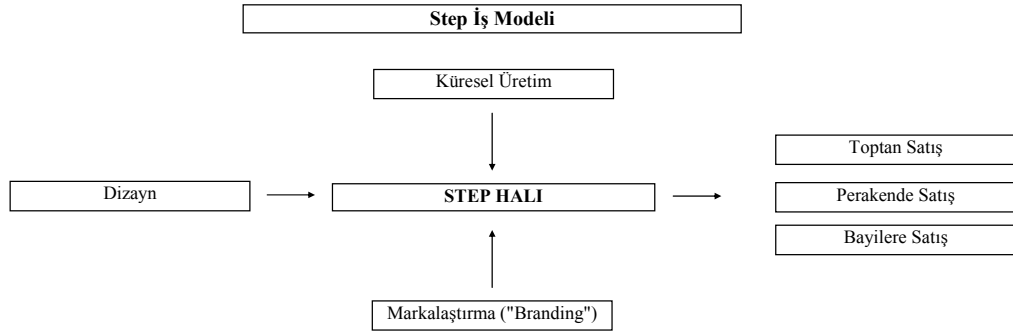 Step İş Modeli
Küresel Üretim
Toptan Satış
Dizayn
STEP HALI
Perakende Satış
Bayilere Satış
Markalaştırma ("Branding")